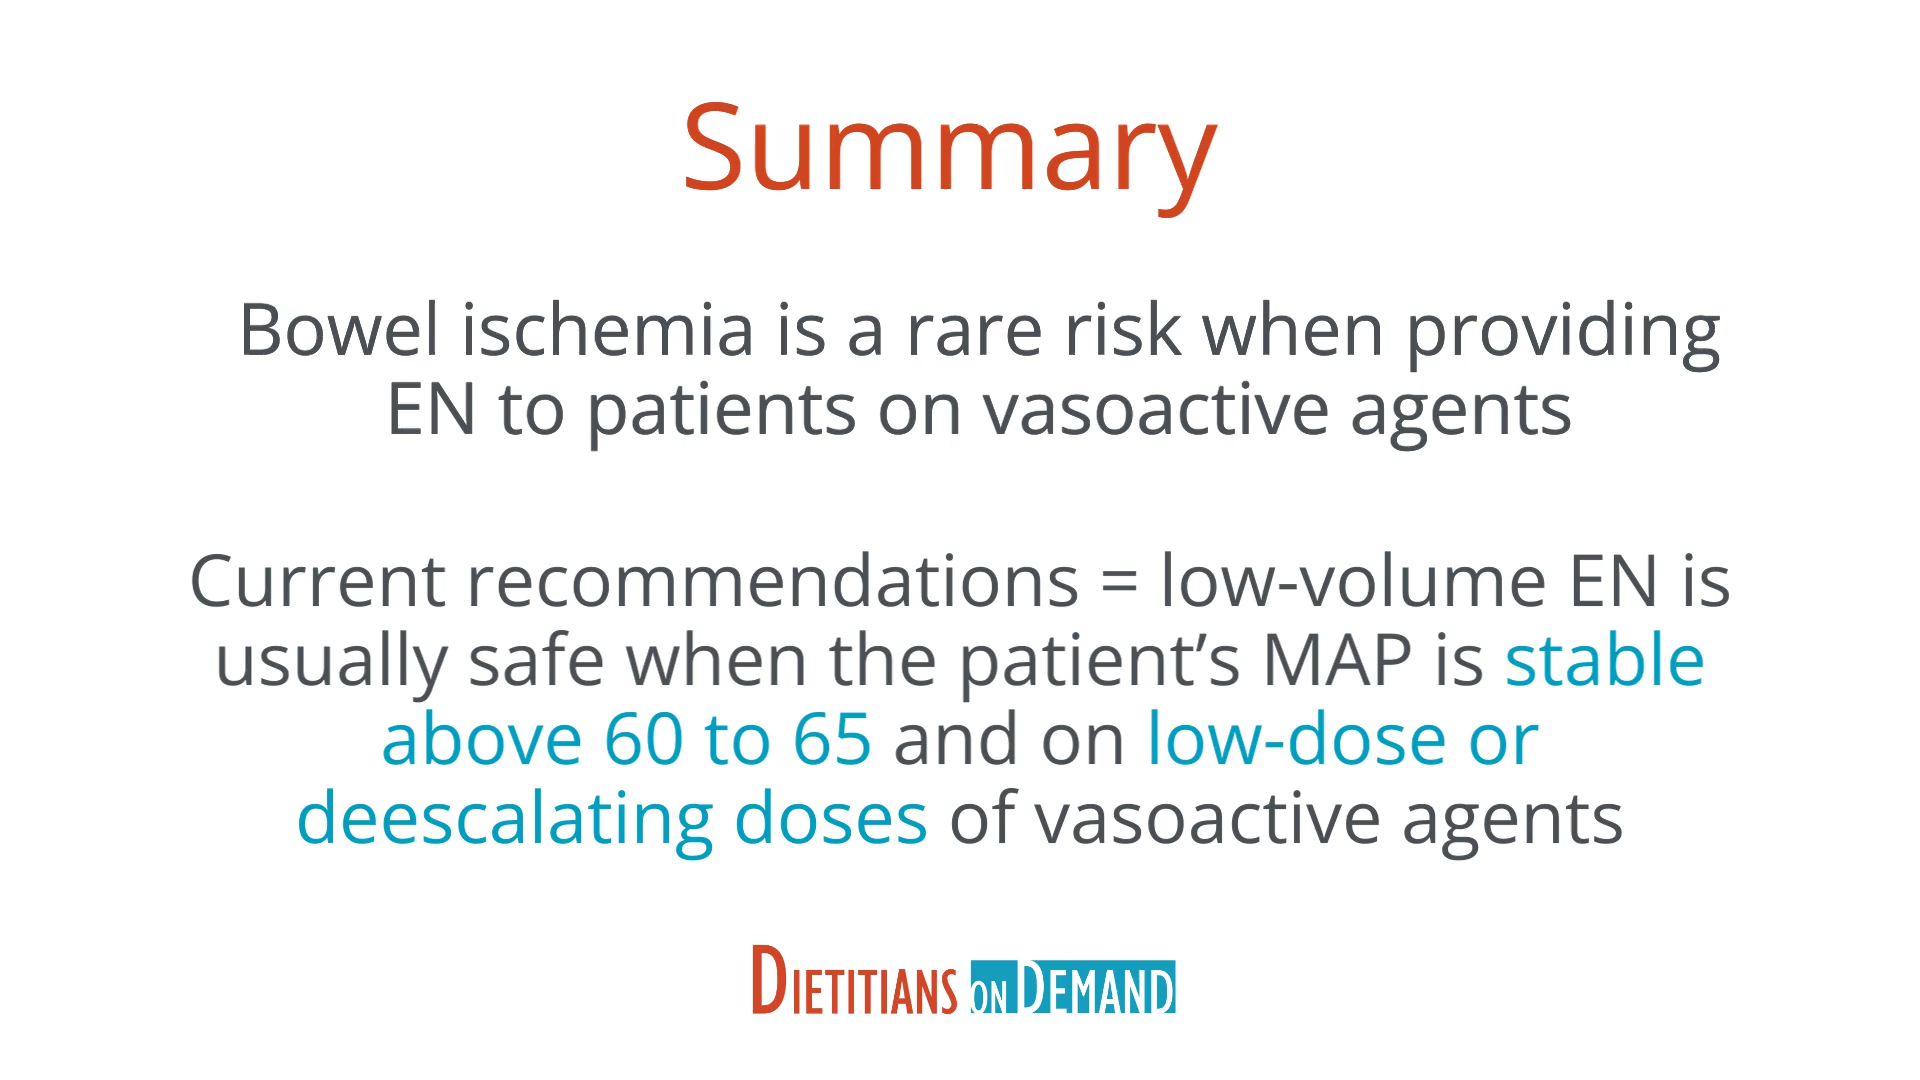 Summary
Bowel ischemia is a rare risk when providing
EN to patients on vasoactive agents
Current recommendations = low-volume EN is
usually safe when the patient’s MAP is stable
above 60 to 65 and on low-dose or
deescalating doses of vasoactive agents
DIETITIANS ON DEMAND